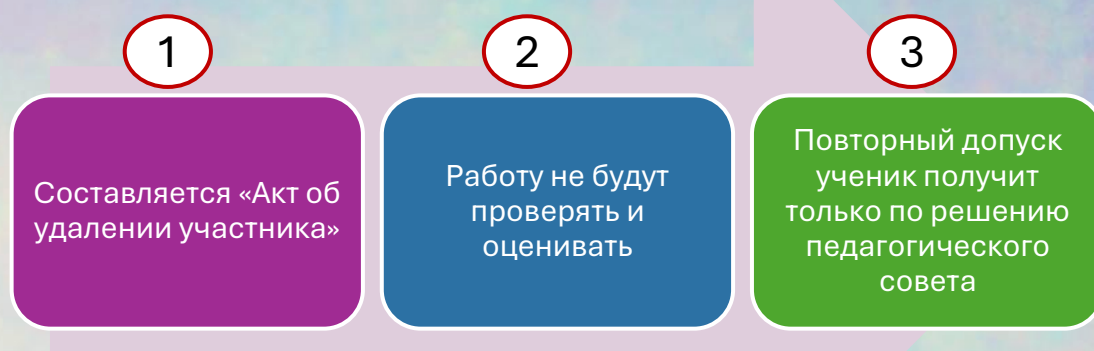 1
2
3
Составляется «Акт об
удалении участника»
Работу не будут
проверять и
оценивать
Повторный допуск
ученик получит
только по решению
педагогического
совета